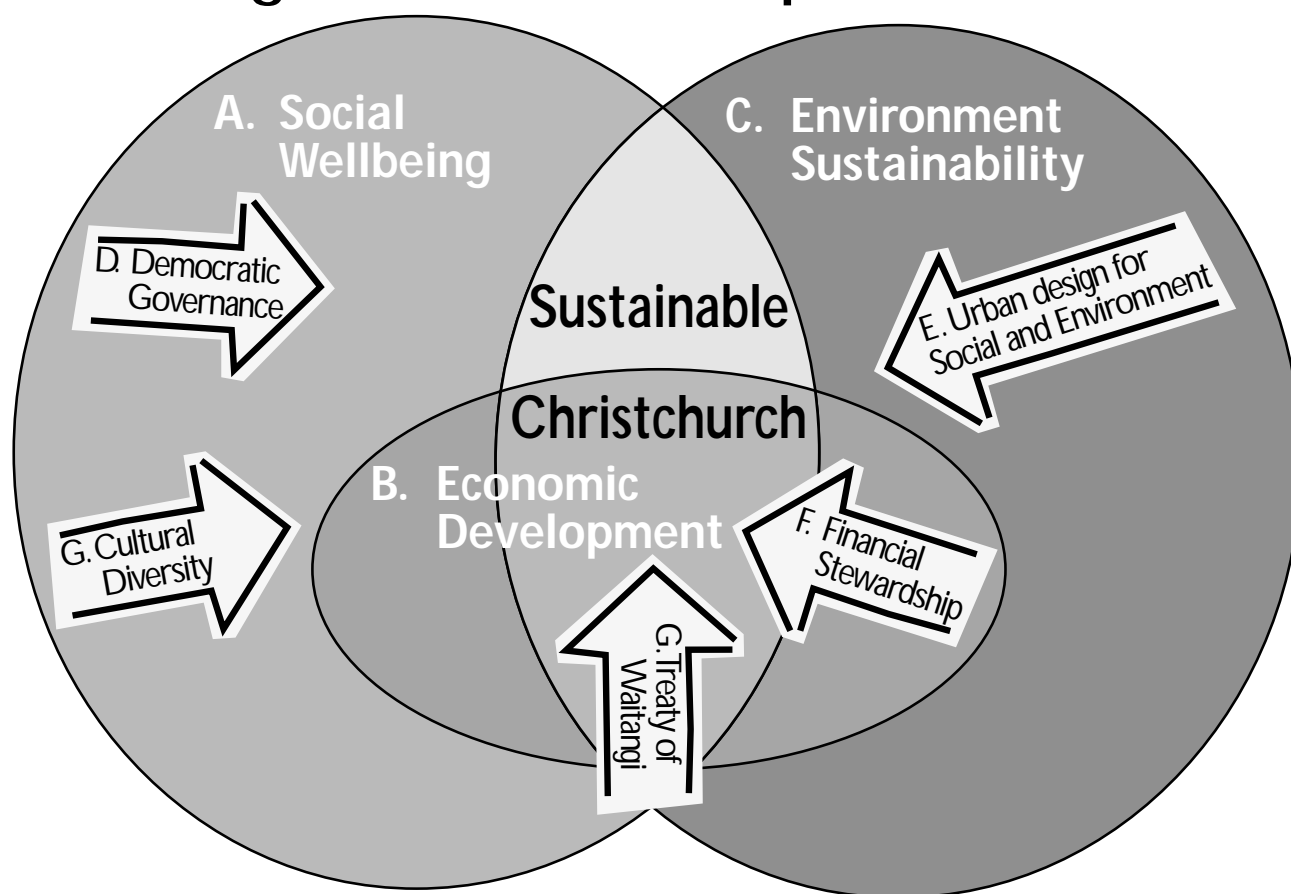 A. Social
Wellbeing
C. Environment
Sustainability
D. Democratic
Governance
E. Urban design for
Social and Environment
Sustainable
Christchurch
B. Economic
Development
G. Cultural
Diversity
F. Financial
Stewardship
G. Treaty of
Waitangi